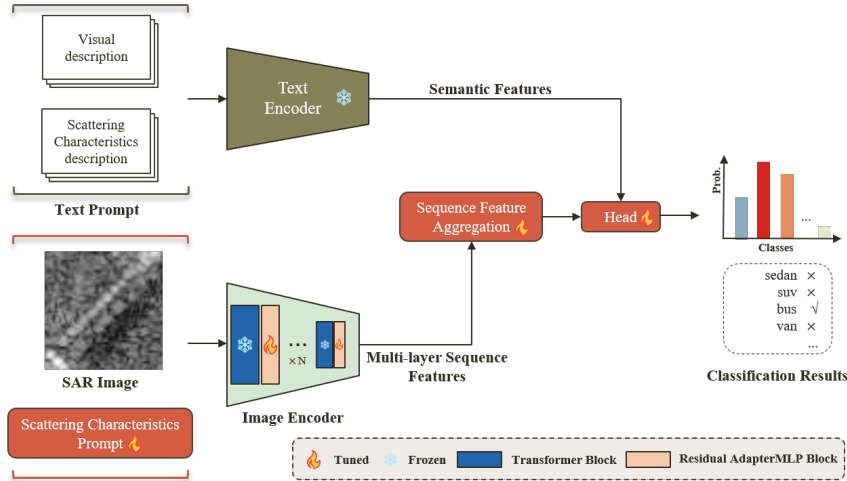 Visual
description
Scattering
Characteristics
description
Text Prompt
Text
Encoder
Semantic Features
Sequence Feature
Aggregation
Head
Prob.
...
Classes
sedan ×
suv ×
bus √
van ×
...
Classification Results
SAR Image
Scattering Characteristics
Prompt
...
× N
Image Encoder
Multi-layer Sequence
Features
Tuned
Frozen
Transformer Block
Residual AdapterMLP Block